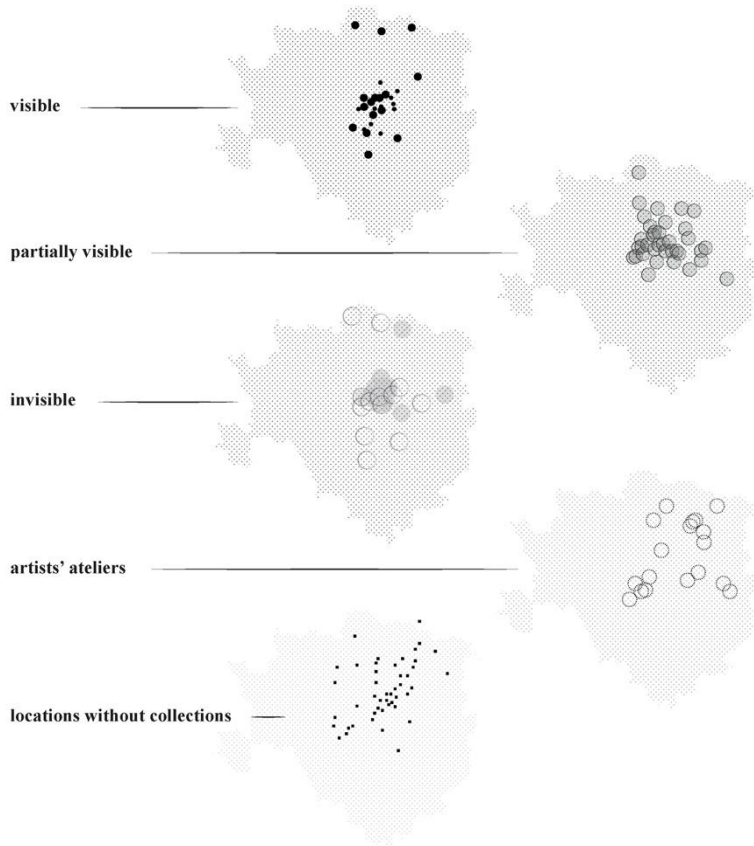 visible
partially visible
invisible
artists’ ateliers
locations without collections